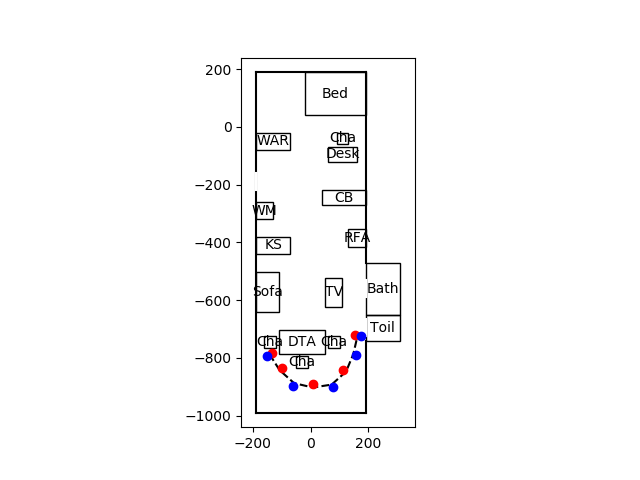 200
Bed
0
WAR
Cha
Desk
−200
CB
WM
RFA
−400
KS
Sofa
TV
Bath
−600
Toil
Cha
DTA
Cha
−800
Cha
−1000
−200
0
200